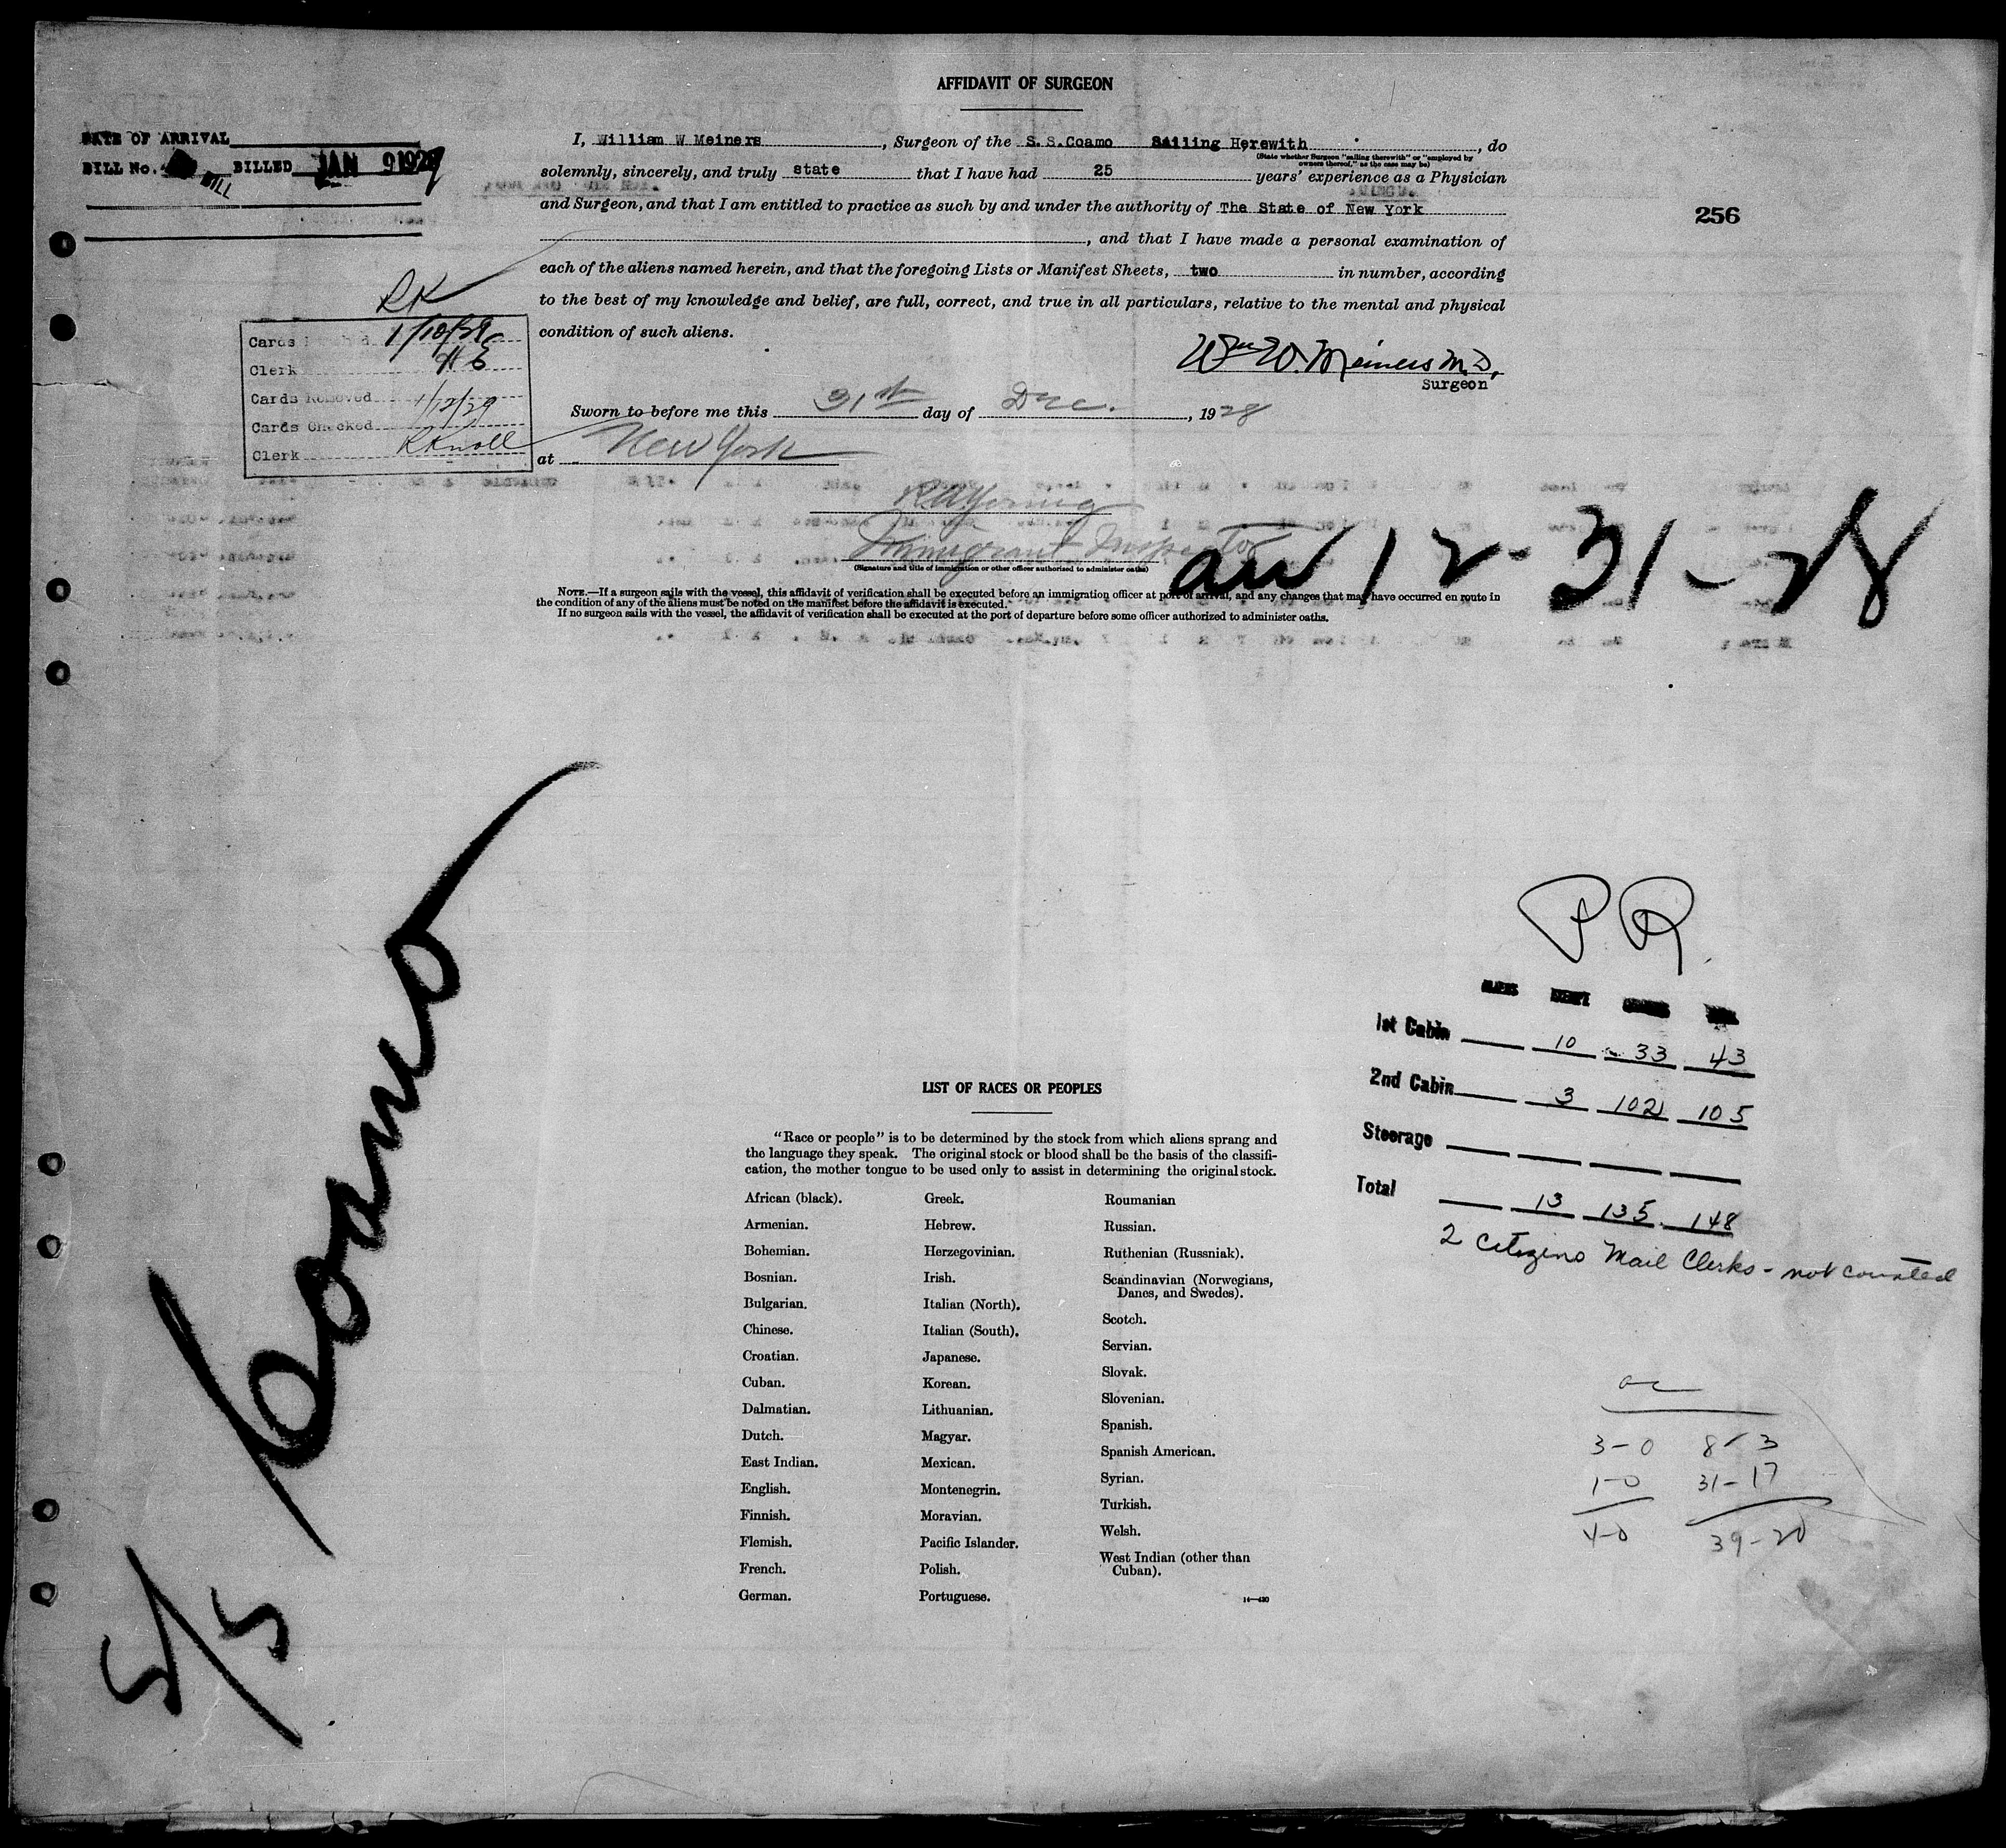 AFFIDAVIT OF SURGEON
DATE OF ARRIVAL
BILL No. BILLED JAN 9 1929
BILL
I, William W Meiners, Surgeon of the S.S.Coamo Sailing Herewith, do
(State whether Surgeon "sailing therewith" or "employed by
owners thereof," as the case may be)
solemnly, sincerely, and truly state that I have had 25 years' experience as a Physician
and Surgeon, and that I am entitled to practice as such by and under the authority of The State of New York
, and that I have made a personal examination of
each of the aliens named herein, and that the foregoing Lists or Manifest Sheets, two in number, according
to the best of my knowledge and belief, are full, correct, and true in all particulars, relative to the mental and physical
condition of such aliens.
256
RK
Cards 1/10/29
Clerk HE
Cards Removed 1/12/29
Cards Checked
Clerk RKnoll
Wm W. Meiners M.D.
Surgeon
Sworn to before me this 31st day of Dec., 1928
at New York
R A Young
Immigrant Inspector
(Signature and title of immigration or other officer authorized to administer oaths)
arr 12-31-28
NOTE.—If a surgeon sails with the vessel, this affidavit of verification shall be executed before an immigration officer at port of arrival, and any changes that may have occurred en route in
the condition of any of the aliens must be noted on the manifest before the affidavit is executed.
If no surgeon sails with the vessel, the affidavit of verification shall be executed at the port of departure before some officer authorized to administer oaths.
S/S Coamo
P.R.
ALIENS EXEMPT
1st Cabin 10 33 43
2nd Cabin 3 102 105
Steerage
Total 13 135 148
2 citizens Mail Clerks - not counted
3-0 8-3
1-0 31-17
4-0 39-20
LIST OF RACES OR PEOPLES
"Race or people" is to be determined by the stock from which aliens sprang and
the language they speak. The original stock or blood shall be the basis of the classifi-
cation, the mother tongue to be used only to assist in determining the original stock.
African (black).
Armenian.
Bohemian.
Bosnian.
Bulgarian.
Chinese.
Croatian.
Cuban.
Dalmatian.
Dutch.
East Indian.
English.
Finnish.
Flemish.
French.
German.
Greek.
Hebrew.
Herzegovinian.
Irish.
Italian (North).
Italian (South).
Japanese.
Korean.
Lithuanian.
Magyar.
Mexican.
Montenegrin.
Moravian.
Pacific Islander.
Polish.
Portuguese.
Roumanian
Russian.
Ruthenian (Russniak).
Scandinavian (Norwegians,
Danes, and Swedes).
Scotch.
Servian.
Slovak.
Slovenian.
Spanish.
Spanish American.
Syrian.
Turkish.
Welsh.
West Indian (other than
Cuban).
14—430